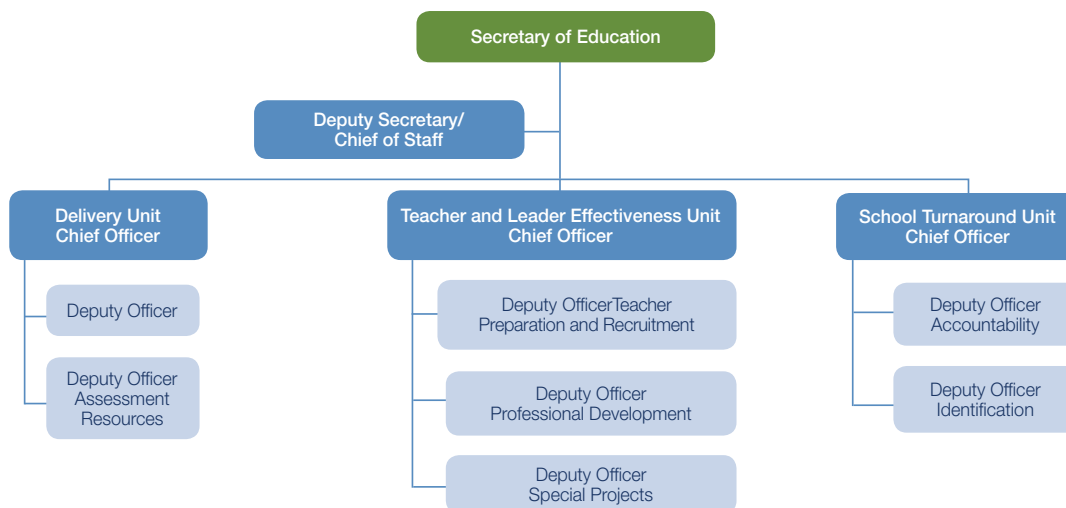 Secretary of Education
Deputy Secretary/
Chief of Staff
Delivery Unit
Chief Officer
Deputy Officer
Deputy Officer
Assessment
Resources
Teacher and Leader Effectiveness Unit
Chief Officer
Deputy OfficerTeacher
Preparation and Recruitment
Deputy Officer
Professional Development
Deputy Officer
Special Projects
School Turnaround Unit
Chief Officer
Deputy Officer
Accountability
Deputy Officer
Identification